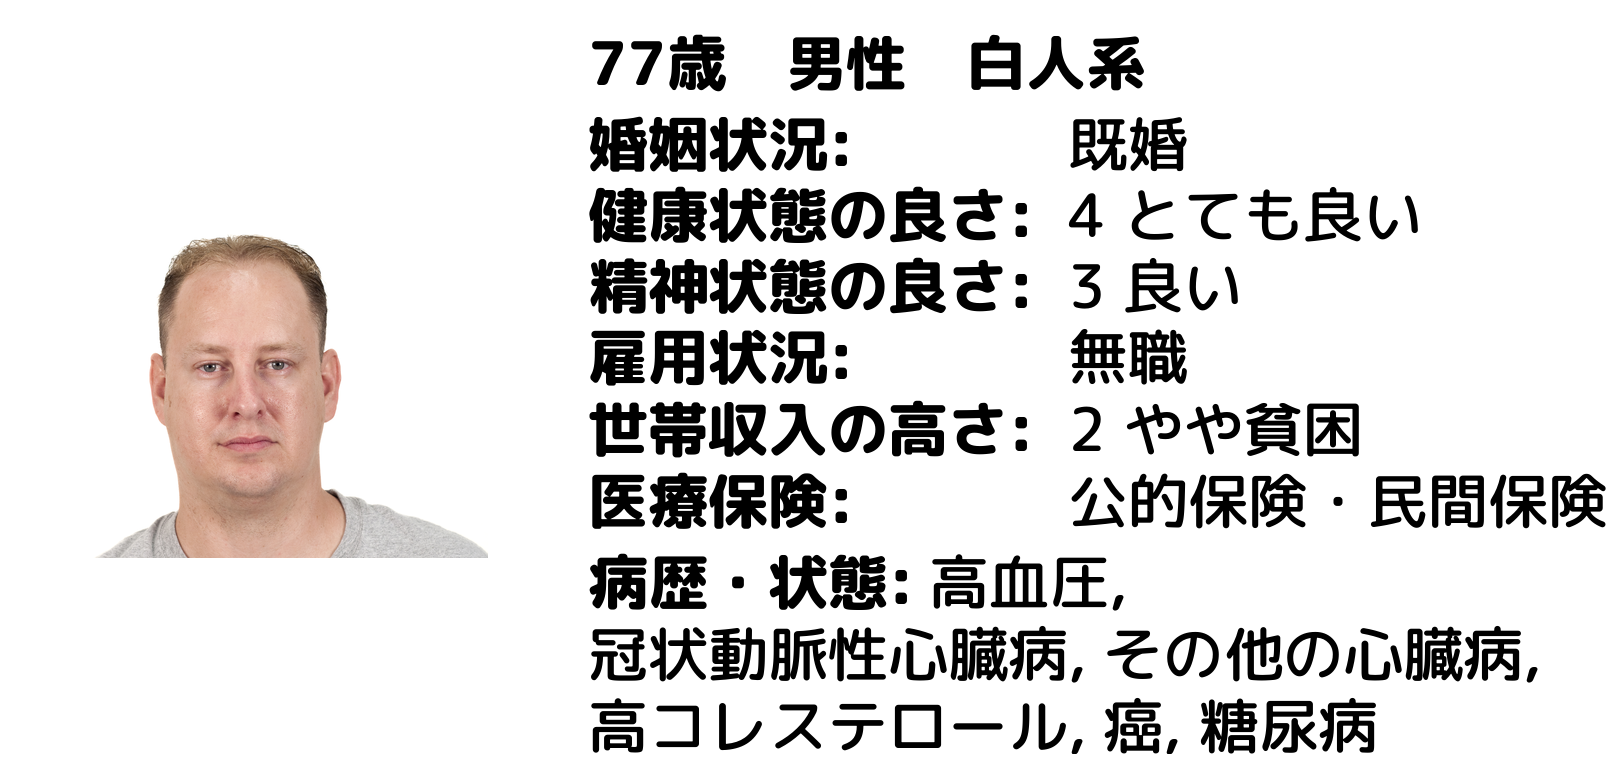 77歳　男性　白人系
婚姻状況: 既婚
健康状態の良さ: 4 とても良い
精神状態の良さ: 3 良い
雇用状況: 無職
世帯収入の高さ: 2 やや貧困
医療保険: 公的保険・民間保険
病歴・状態: 高血圧,
冠状動脈性心臓病, その他の心臓病,
高コレステロール, 癌, 糖尿病